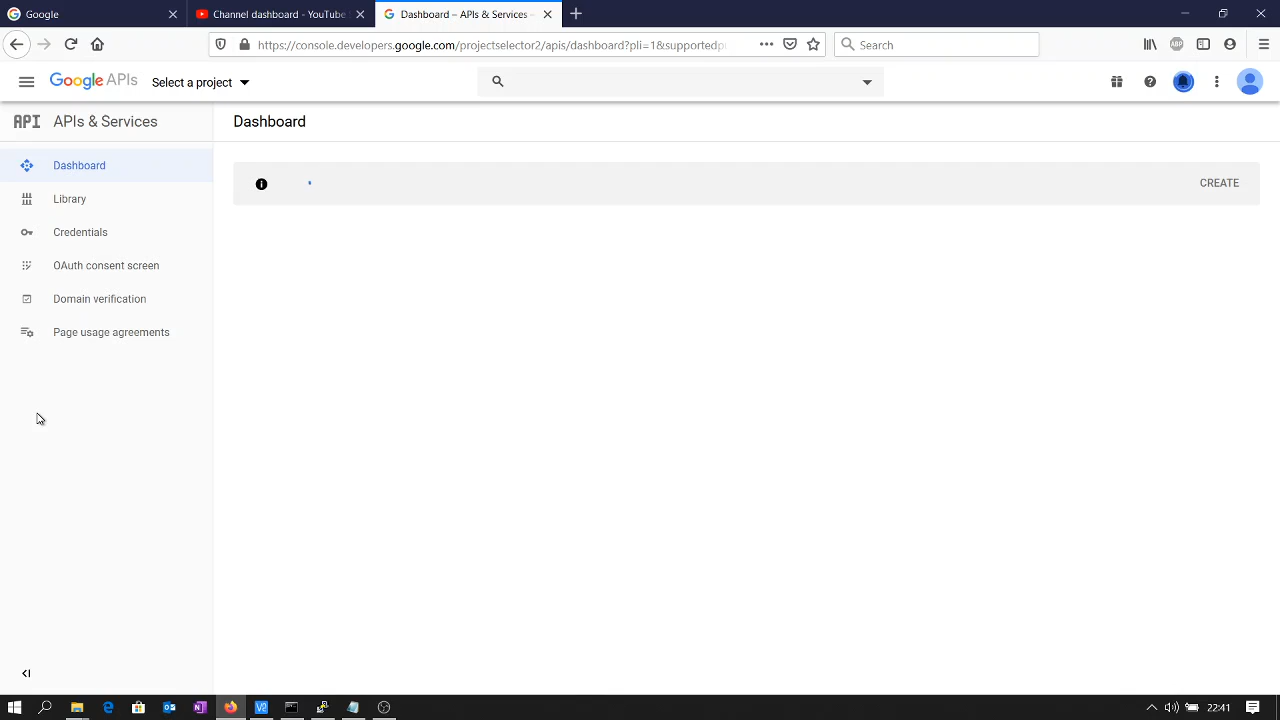 Google
Channel dashboard - YouTube
Dashboard – APIs & Services –
https://console.developers.google.com/projectselector2/apis/dashboard?pli=1&supportedp
Search
Google APIs
Select a project
API APIs & Services
Dashboard
Dashboard
Library
Credentials
OAuth consent screen
Domain verification
Page usage agreements
CREATE
ABP
22:41